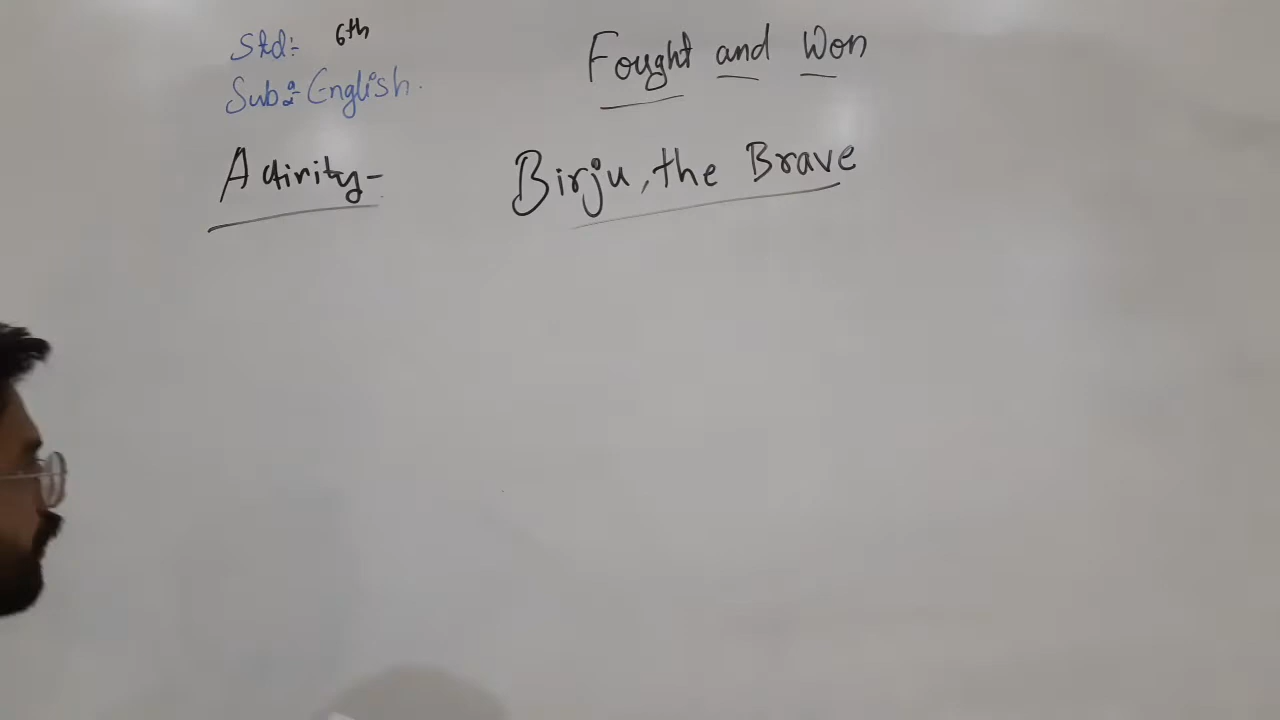 Std:- 6th
Sub:- English.
Fought and Won
Activity-
Birju, the Brave